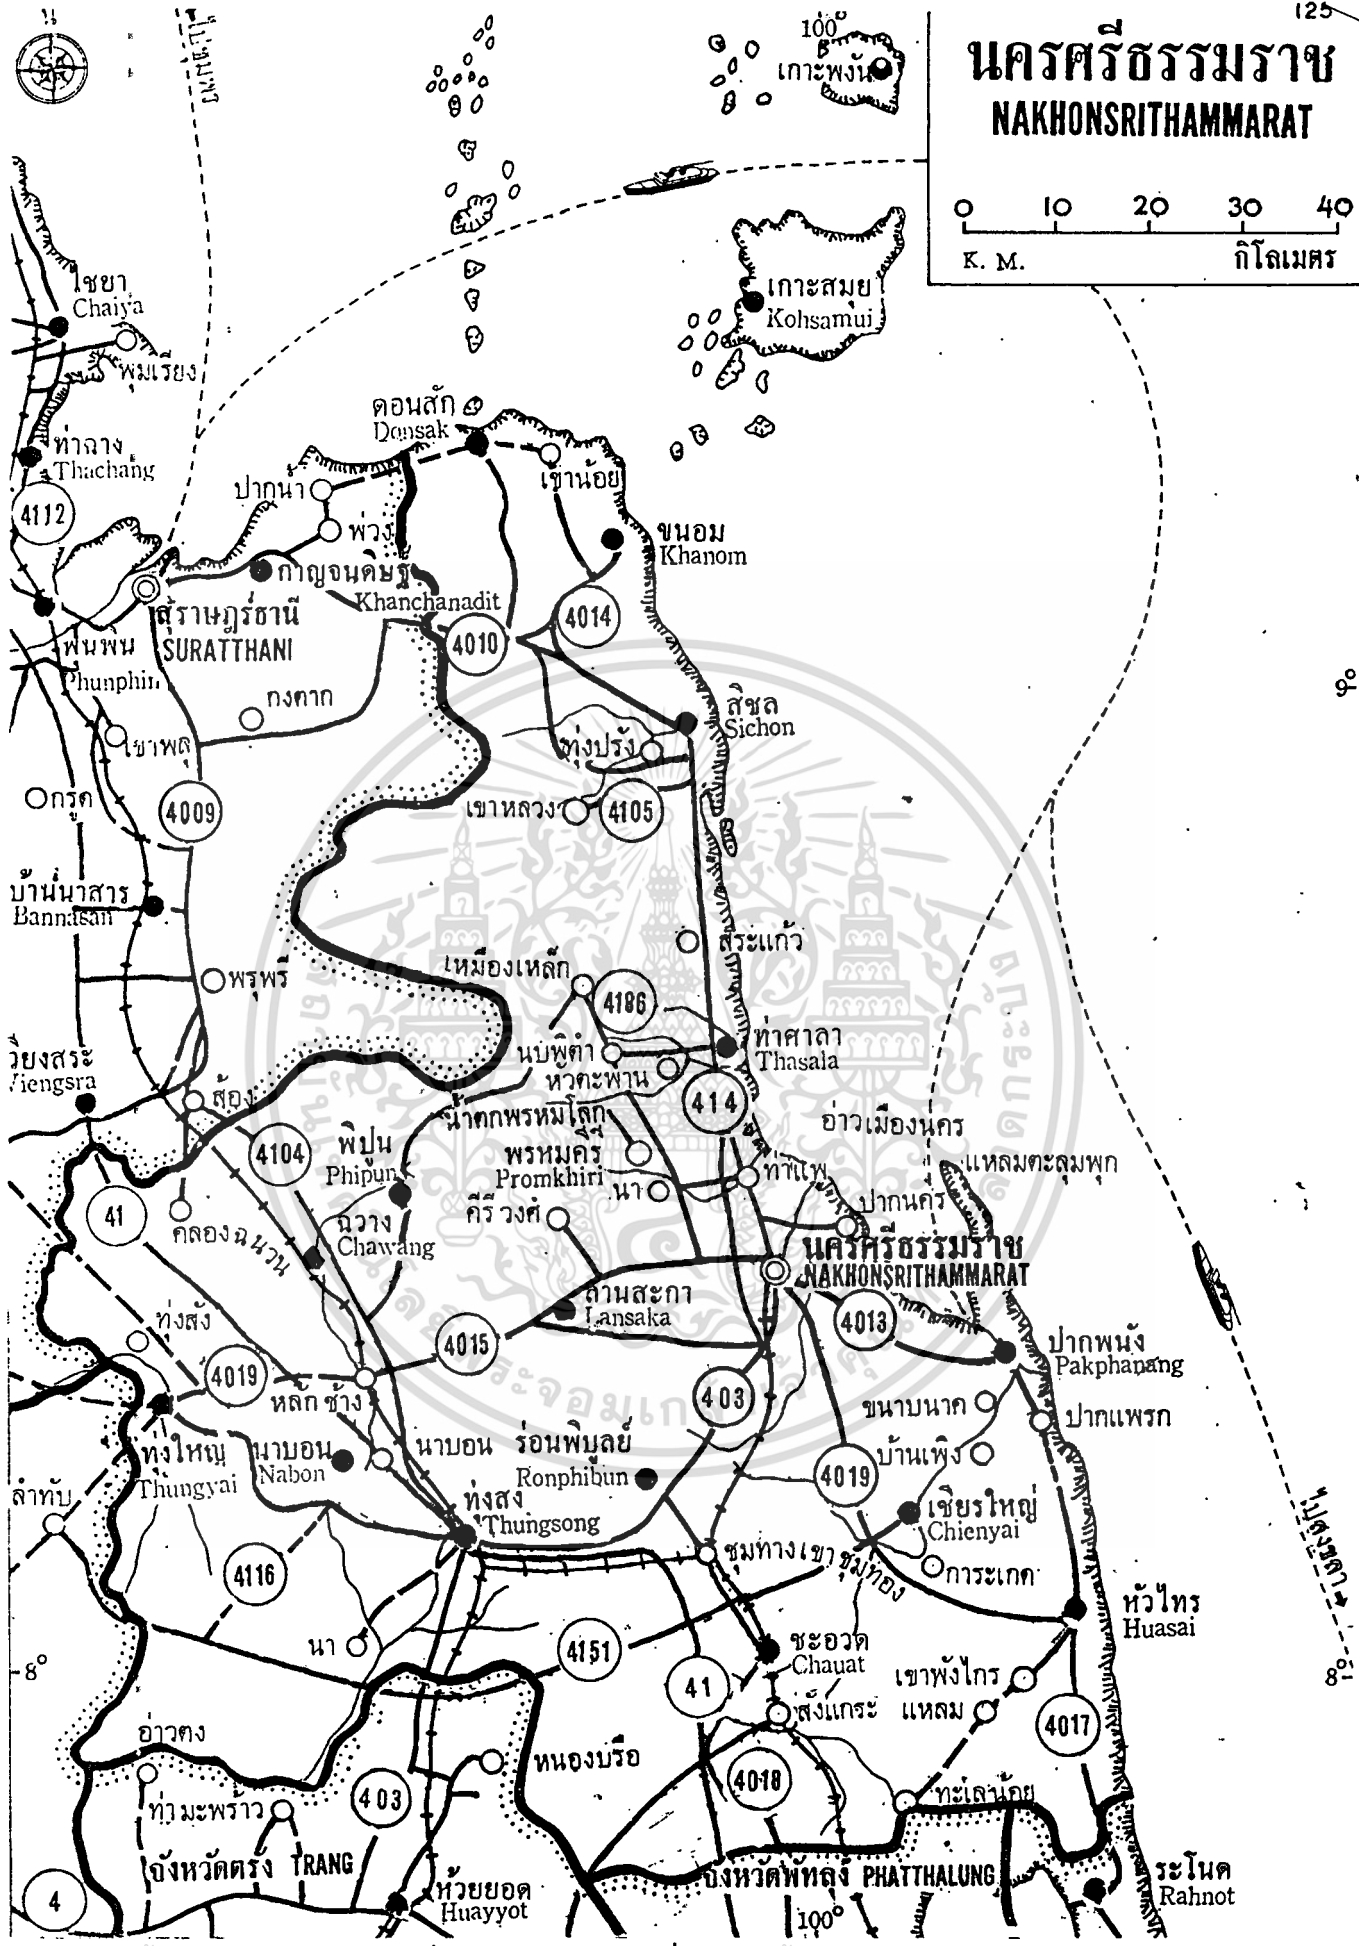 125
น
ไปชุมพร
100°
เกาะพงัน
นครศรีธรรมราช
NAKHONSRITHAMMARAT
0 10 20 30 40
K. M. กิโลเมตร
ไชยา
Chaiya
พุมเรียง
เกาะสมุย
Kohsamui
ท่าฉาง
Thachang
4112
ดอนสัก
Donsak
เขาน้อย
ปากน้ำ
พ่วง
ขนอม
Khanom
กาญจนดิษฐ์
Khanchanadit
สุราษฎร์ธานี
SURATTHANI
4010
4014
พุนพิน
Phunphin
9°
กงตาก
สิชล
Sichon
เขาพลุ
ทุ่งปรัง
กรูด
4009
เขาหลวง
4105
บ้านนาสาร
Bannasan
สระแก้ว
พรุพรี
เหมืองเหล็ก
4186
เวียงสระ
Viengsra
นบพิตำ
ท่าศาลา
Thasala
หัวตะพาน
ส้อง
น้ำตกพรหมโลก
414
อ่าวเมืองนคร
4104
พิปูน
Phipun
พรหมคีรี
Promkhiri
แหลมตะลุมพุก
ท่าแพ
นา
41
คลองฉนวน
ฉวาง
Chawang
คีรีวงศ์
ปากนคร
นครศรีธรรมราช
NAKHONSRITHAMMARAT
ลานสะกา
Lansaka
4013
ทุ่งสัง
4015
ปากพนัง
Pakphanang
4019
หลักช้าง
403
ขนาบนาค
ปากแพรก
ทุ่งใหญ่
Thungyai
นาบอน
Nabon
นาบอน
ร่อนพิบูลย์
Ronphibun
บ้านเพิง
4019
ลำทับ
ทุ่งสง
Thungsong
เชียรใหญ่
Chienyai
ไปสงขลา
4116
ชุมทางเขาชุมทอง
การะเกด
หัวไทร
Huasai
นา
4151
ชะอวด
Chauat
8°
8°
41
เขาพังไกร
แหลม
อ่าวตง
สังแกระ
4017
หนองบรือ
4018
ท่ามะพร้าว
403
ทะเลน้อย
จังหวัดตรัง TRANG
จังหวัดพัทลุง PHATTHALUNG
4
ห้วยยอด
Huayyot
ระโนด
Rahnot
100°